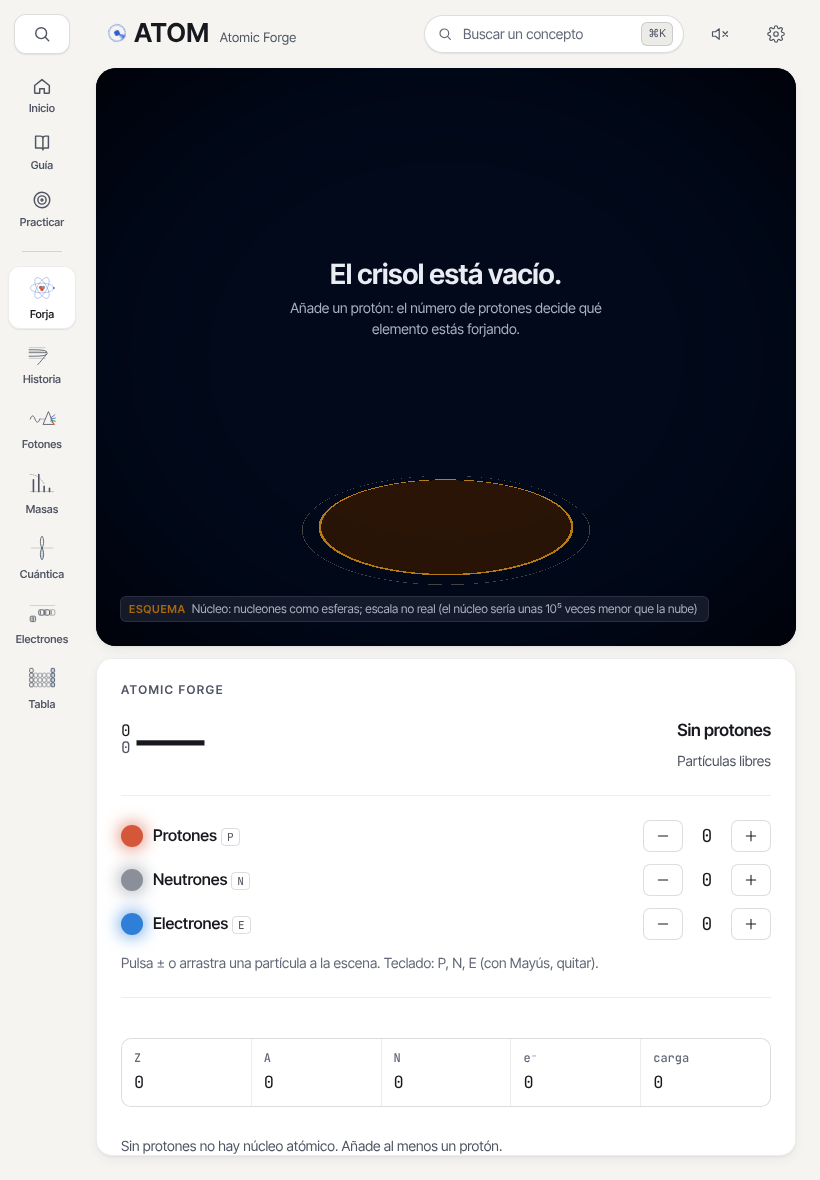 ATOM Atomic Forge
Buscar un concepto ⌘K
Inicio
Guía
Practicar
Forja
Historia
Fotones
Masas
Cuántica
Electrones
Tabla
El crisol está vacío.
Añade un protón: el número de protones decide qué
elemento estás forjando.
ESQUEMA Núcleo: nucleones como esferas; escala no real (el núcleo sería unas 10⁵ veces menor que la nube)
ATOMIC FORGE
0
0
Sin protones
Partículas libres
Protones P − 0 +
Neutrones N − 0 +
Electrones E − 0 +
Pulsa ± o arrastra una partícula a la escena. Teclado: P, N, E (con Mayús, quitar).
Z A N e⁻ carga
0 0 0 0 0
Sin protones no hay núcleo atómico. Añade al menos un protón.